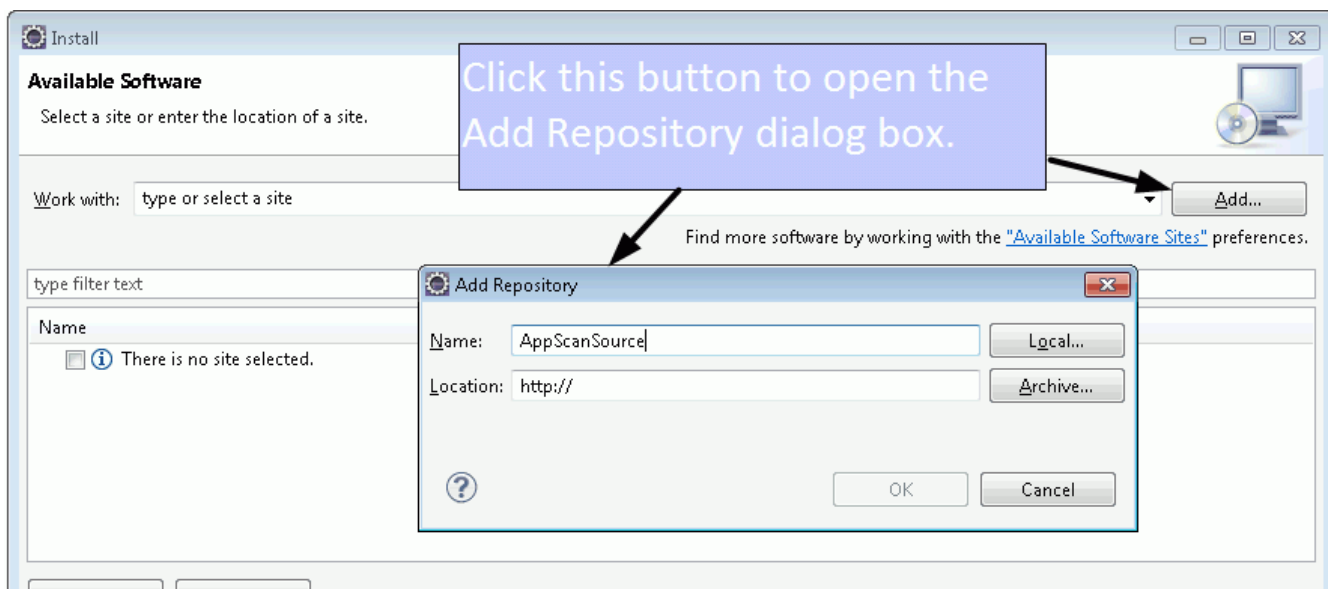 Install
Available Software
Select a site or enter the location of a site.
Click this button to open the
Add Repository dialog box.
Work with: type or select a site
Add...
Find more software by working with the "Available Software Sites" preferences.
type filter text
Name
There is no site selected.
Add Repository
Name: AppScanSource Local...
Location: http:// Archive...
OK Cancel